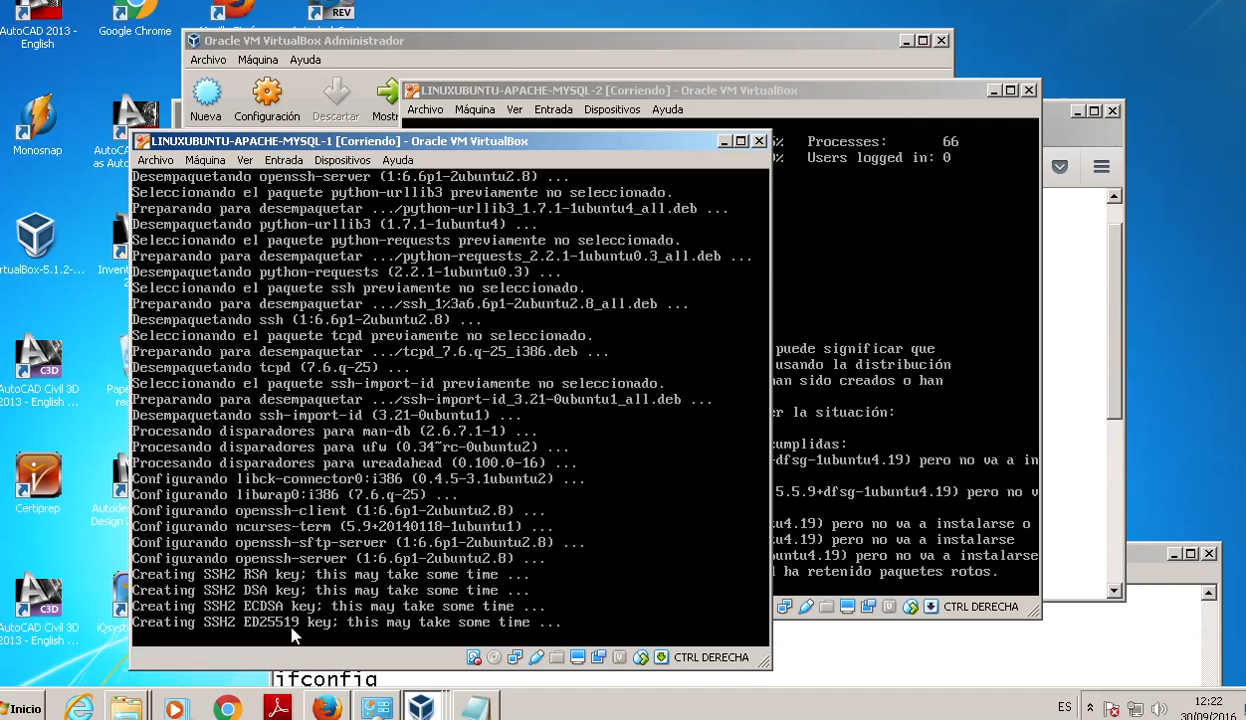 AutoCAD 2013 - English
Google Chrome
REV
Monosnap
as Autoc
VirtualBox-5.1.2-...
Invent
2
AutoCAD Civil 3D 2013 - English ...
Pape
re
Certiprep
Design
AutoCAD Civil 3D 2013 - English ...
Oracle VM VirtualBox Administrador
Archivo Máquina Ayuda
Nueva Configuración Descartar Mostr
LINUXUBUNTU-APACHE-MYSQL-2 [Corriendo] - Oracle VM VirtualBox
Archivo Máquina Ver Entrada Dispositivos Ayuda
% Processes: 66
% Users logged in: 0
puede significar que
usando la distribución
an sido creados o han
er la situación:
umplidas:
dfsg-1ubuntu4.19) pero no va a in
5.5.9+dfsg-1ubuntu4.19) pero no v
u4.19) pero no va a instalarse o
tu4.19) pero no va a instalarse
untu4.19) pero no va a instalarse
l ha retenido paquetes rotos.
CTRL DERECHA
LINUXUBUNTU-APACHE-MYSQL-1 [Corriendo] - Oracle VM VirtualBox
Archivo Máquina Ver Entrada Dispositivos Ayuda
Desempaquetando openssh-server (1:6.6p1-2ubuntu2.8) ...
Seleccionando el paquete python-urllib3 previamente no seleccionado.
Preparando para desempaquetar .../python-urllib3_1.7.1-1ubuntu4_all.deb ...
Desempaquetando python-urllib3 (1.7.1-1ubuntu4) ...
Seleccionando el paquete python-requests previamente no seleccionado.
Preparando para desempaquetar .../python-requests_2.2.1-1ubuntu0.3_all.deb ...
Desempaquetando python-requests (2.2.1-1ubuntu0.3) ...
Seleccionando el paquete ssh previamente no seleccionado.
Preparando para desempaquetar .../ssh_1%3a6.6p1-2ubuntu2.8_all.deb ...
Desempaquetando ssh (1:6.6p1-2ubuntu2.8) ...
Seleccionando el paquete tcpd previamente no seleccionado.
Preparando para desempaquetar .../tcpd_7.6.q-25_i386.deb ...
Desempaquetando tcpd (7.6.q-25) ...
Seleccionando el paquete ssh-import-id previamente no seleccionado.
Preparando para desempaquetar .../ssh-import-id_3.21-0ubuntu1_all.deb ...
Desempaquetando ssh-import-id (3.21-0ubuntu1) ...
Procesando disparadores para man-db (2.6.7.1-1) ...
Procesando disparadores para ufw (0.34~rc-0ubuntu2) ...
Procesando disparadores para ureadahead (0.100.0-16) ...
Configurando libck-connector0:i386 (0.4.5-3.1ubuntu2) ...
Configurando libwrap0:i386 (7.6.q-25) ...
Configurando openssh-client (1:6.6p1-2ubuntu2.8) ...
Configurando ncurses-term (5.9+20140118-1ubuntu1) ...
Configurando openssh-sftp-server (1:6.6p1-2ubuntu2.8) ...
Configurando openssh-server (1:6.6p1-2ubuntu2.8) ...
Creating SSH2 RSA key; this may take some time ...
Creating SSH2 DSA key; this may take some time ...
Creating SSH2 ECDSA key; this may take some time ...
Creating SSH2 ED25519 key; this may take some time ...
CTRL DERECHA
ifconfig
Inicio
ES
12:22
30/09/2016